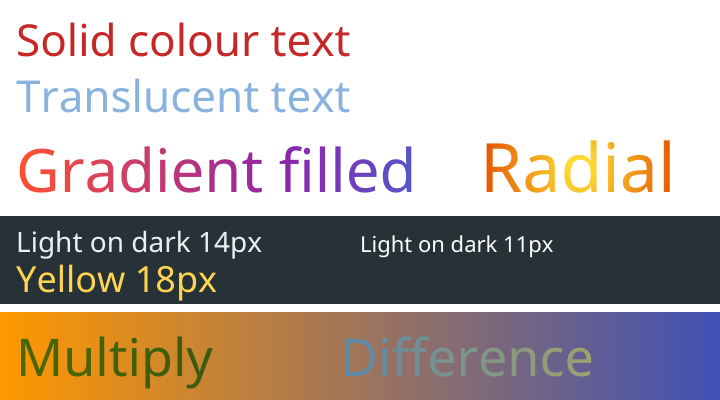 Solid colour text
Translucent text
Gradient filled Radial
Light on dark 14px Light on dark 11px
Yellow 18px
Multiply Difference